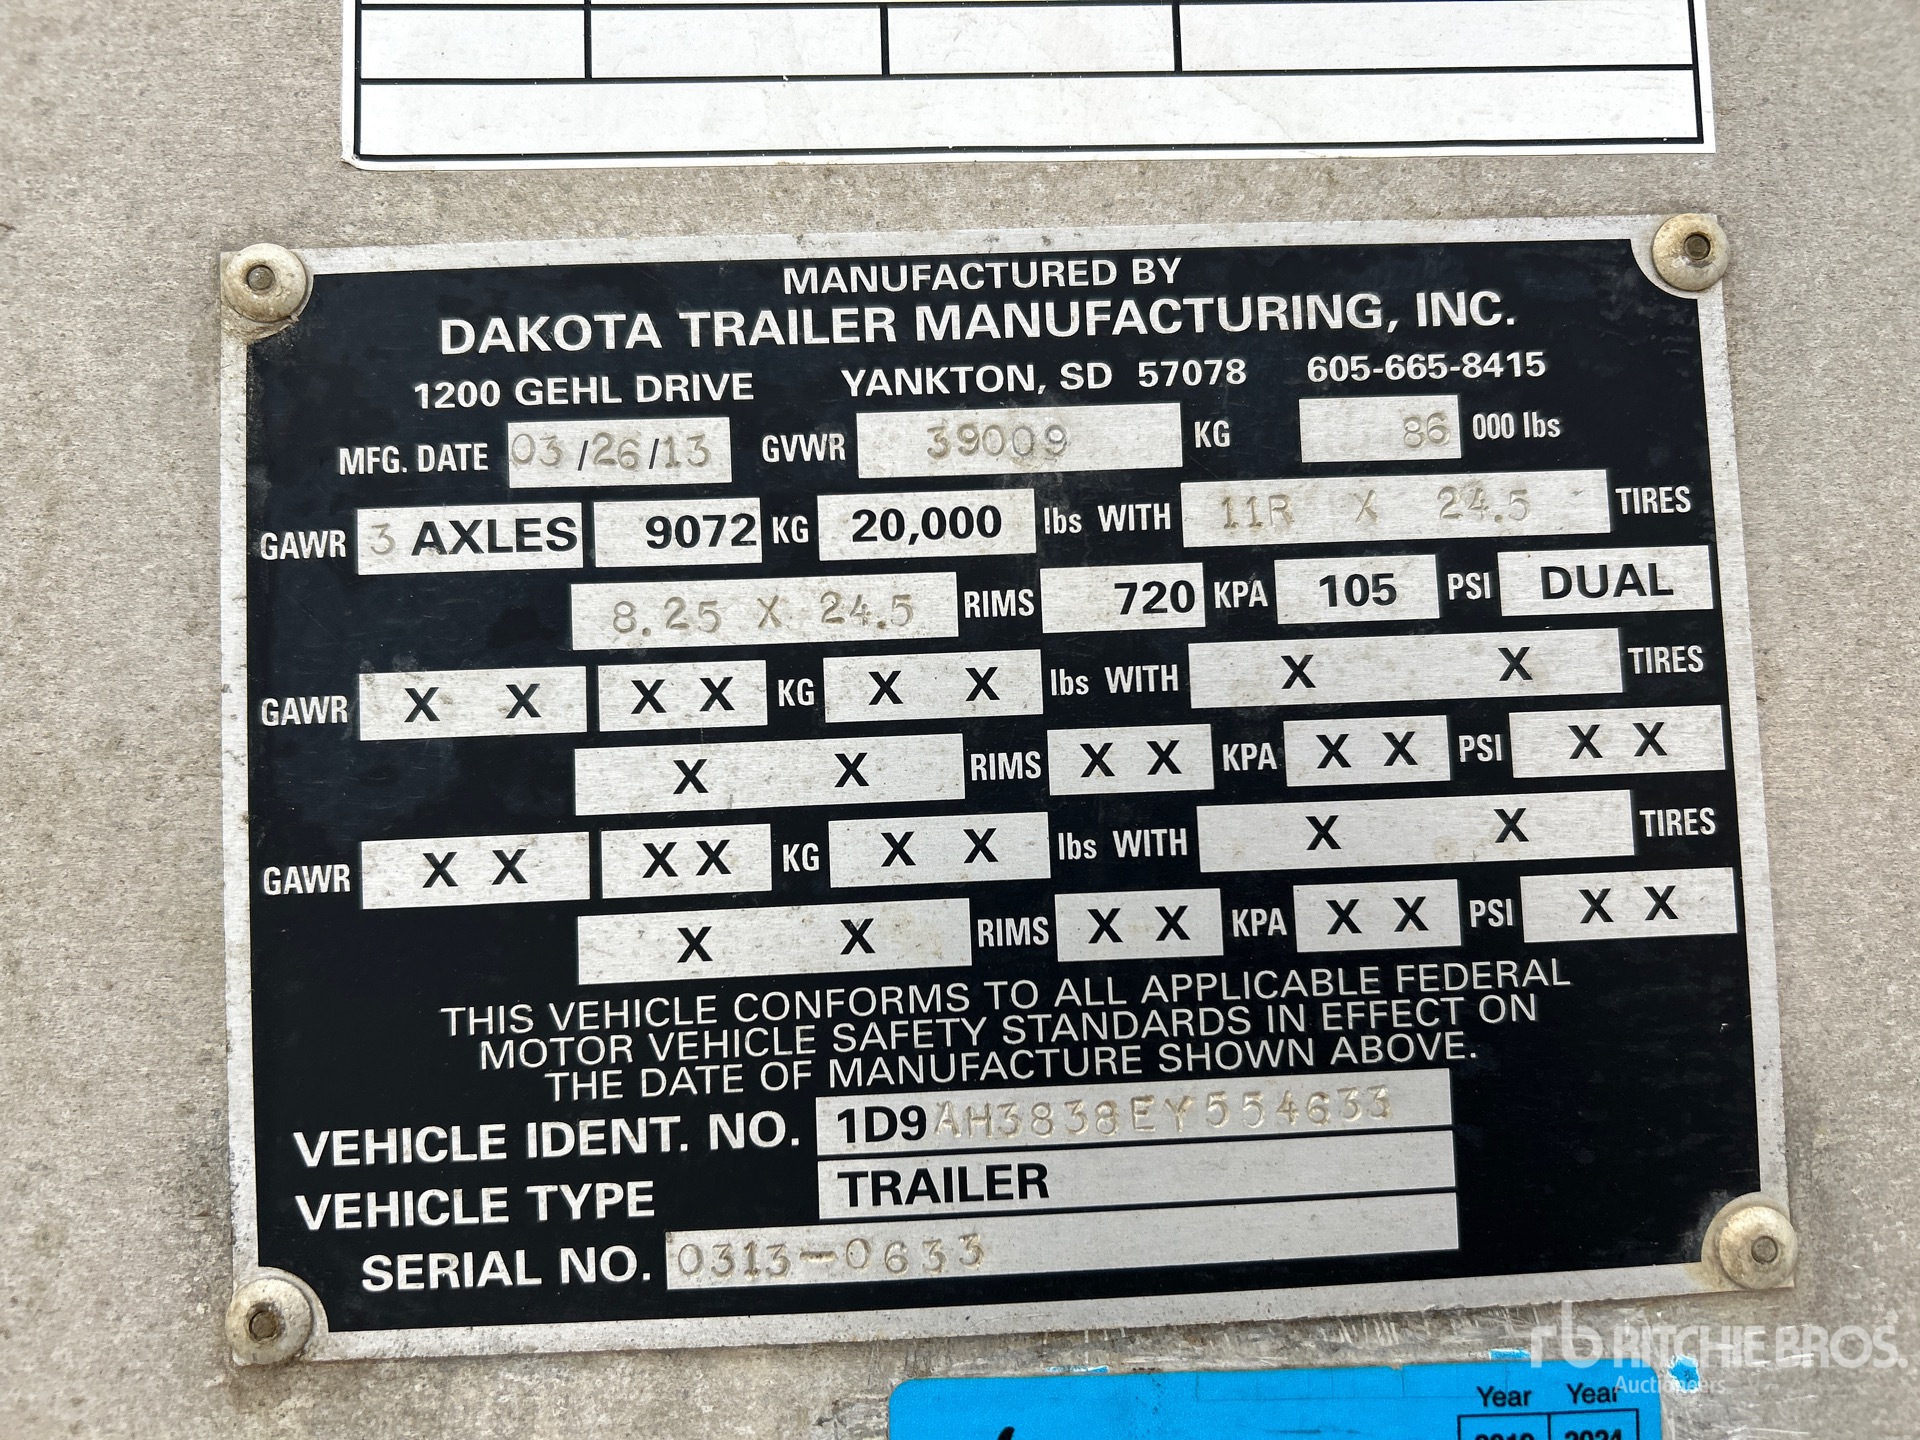 MANUFACTURED BY
DAKOTA TRAILER MANUFACTURING, INC.
1200 GEHL DRIVE YANKTON, SD 57078 605-665-8415
MFG. DATE 03/26/13 GVWR 39009 KG 86 000 lbs
GAWR 3 AXLES 9072 KG 20,000 lbs WITH 11R X 24.5 TIRES
8.25 X 24.5 RIMS 720 KPA 105 PSI DUAL
GAWR X X X X KG X X lbs WITH X X TIRES
X X RIMS X X KPA X X PSI X X
GAWR X X X X KG X X lbs WITH X X TIRES
X X RIMS X X KPA X X PSI X X
THIS VEHICLE CONFORMS TO ALL APPLICABLE FEDERAL
MOTOR VEHICLE SAFETY STANDARDS IN EFFECT ON
THE DATE OF MANUFACTURE SHOWN ABOVE.
VEHICLE IDENT. NO. 1D9AH3838EY554633
VEHICLE TYPE TRAILER
SERIAL NO. 0313-0633
rb RITCHIE BROS.
Auctioneers
Year Year